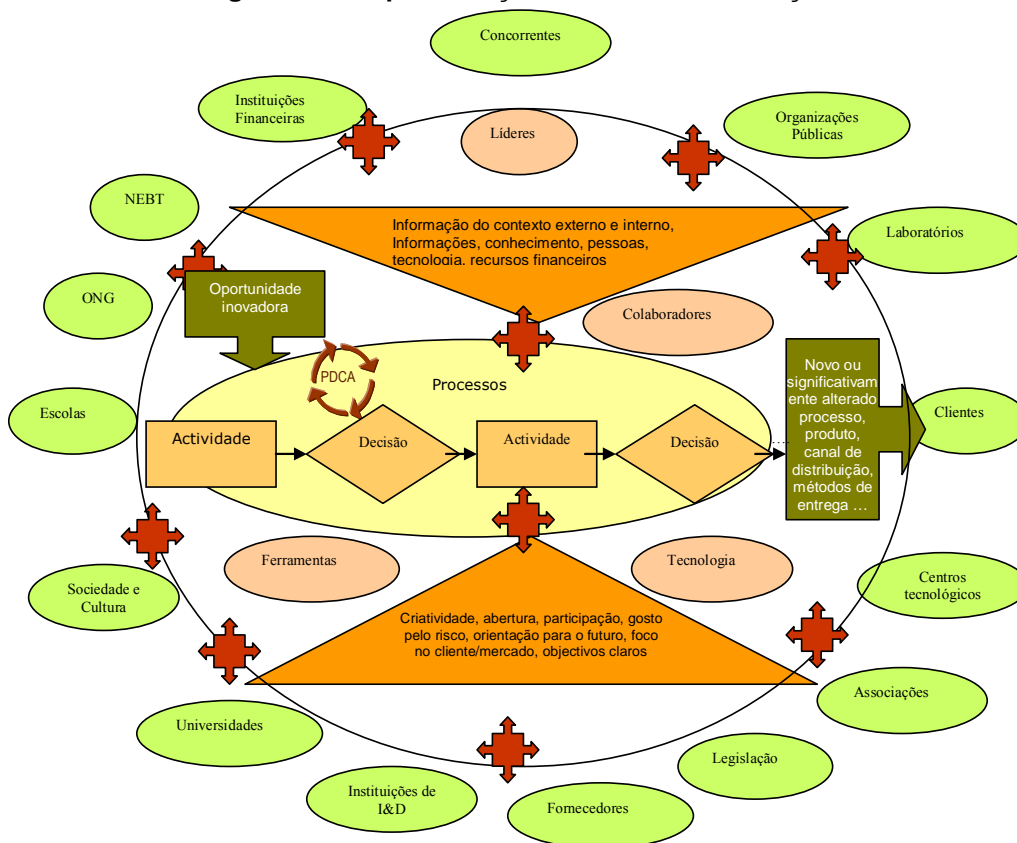 Concorrentes
Instituições
Financeiras
Líderes
Organizações
Públicas
NEBT
Informação do contexto externo e interno,
Informações, conhecimento, pessoas,
tecnologia, recursos financeiros
Laboratórios
ONG
Oportunidade
inovadora
Colaboradores
PDCA
Processos
Novo ou
significativam
ente alterado
processo,
produto,
canal de
distribuição,
métodos de
entrega …
Escolas
Clientes
Actividade
Decisão
Actividade
Decisão
Ferramentas
Tecnologia
Sociedade e
Cultura
Centros
tecnológicos
Criatividade, abertura, participação, gosto
pelo risco, orientação para o futuro, foco
no cliente/mercado, objectivos claros
Associações
Universidades
Legislação
Instituições de
I&D
Fornecedores